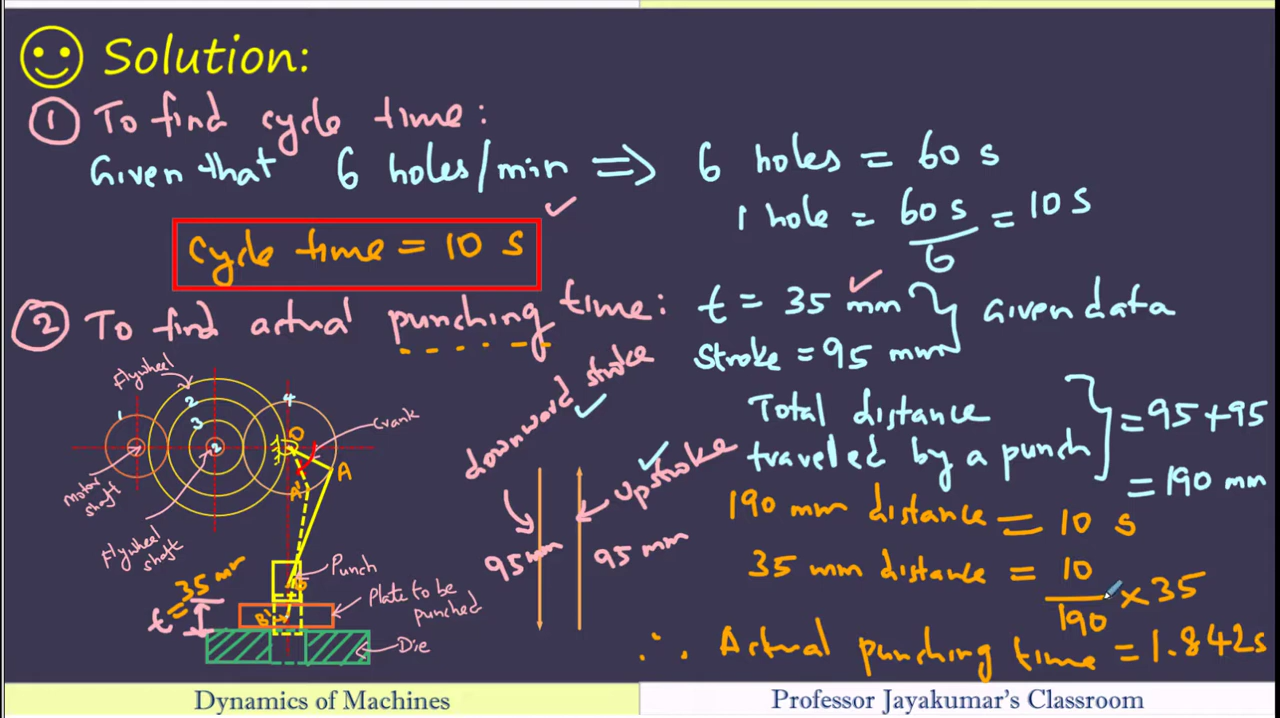 Solution:
① To find cycle time:
Given that 6 holes/min ⇒ 6 holes = 60 s
1 hole = 60 s / 6 = 10 s
cycle time = 10 s
② To find actual punching time:
t = 35 mm
Stroke = 95 mm
} Given data
Total distance
traveled by a punch
} = 95 + 95
= 190 mm
190 mm distance = 10 s
35 mm distance = 10 / 190 × 35
∴ Actual punching time = 1.842s
Flywheel
1
2
3
2
4
O
Crank
A
A'
motor
shaft
Flywheel
shaft
B
Punch
t = 35 mm
B'
Plate to be
punched
Die
downward stroke
upstroke
95 mm
95 mm
Dynamics of Machines
Professor Jayakumar's Classroom